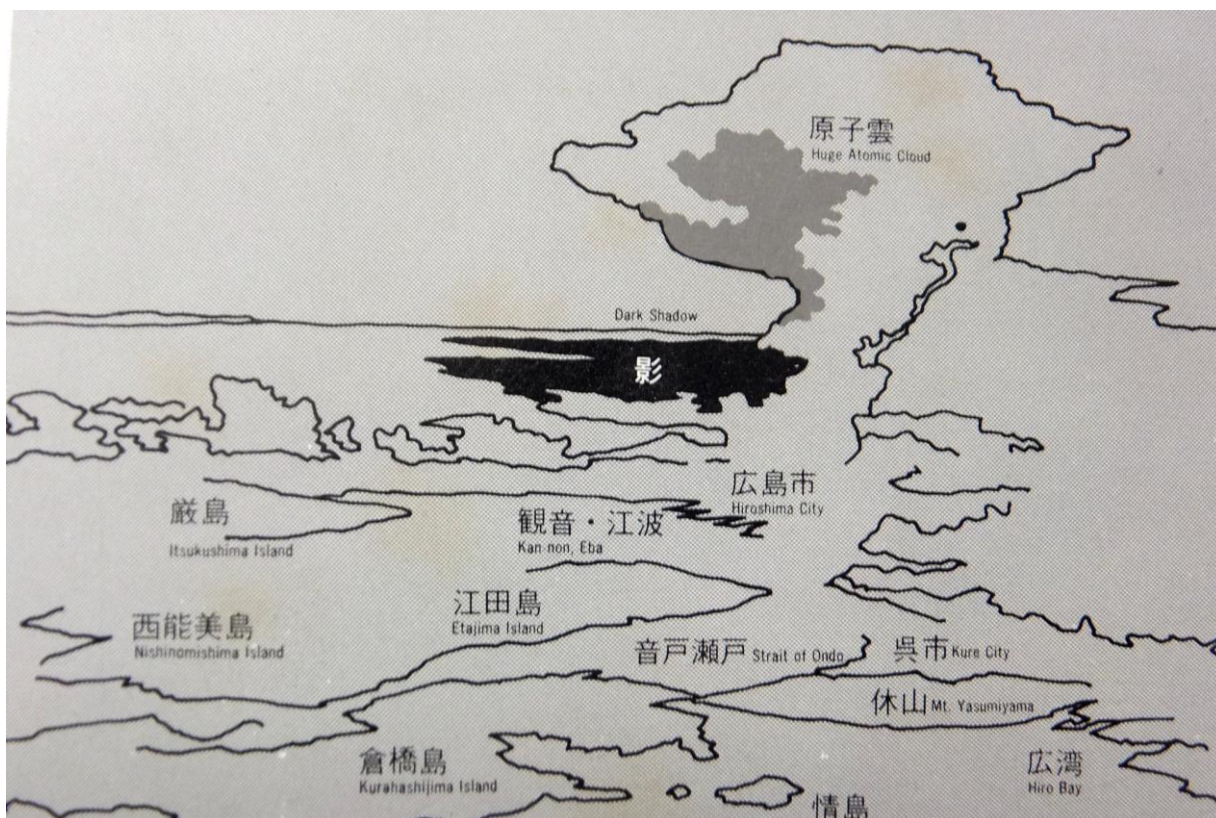 原子雲
Huge Atomic Cloud
Dark Shadow
影
広島市
Hiroshima City
厳島
Itsukushima Island
観音・江波
Kan-non, Eba
江田島
Etajima Island
西能美島
Nishinomishima Island
音戸瀬戸 Strait of Ondo
呉市 Kure City
休山 Mt. Yasumiyama
倉橋島
Kurahashijima Island
広湾
Hiro Bay
情島